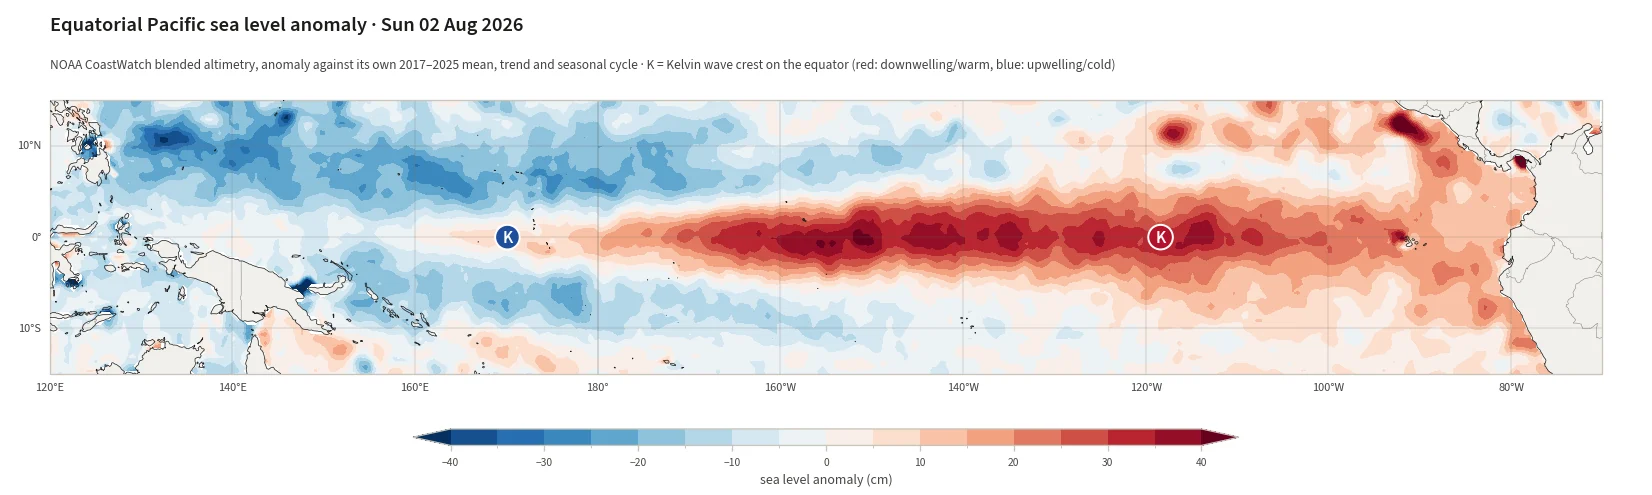 Equatorial Pacific sea level anomaly · Sun 02 Aug 2026
NOAA CoastWatch blended altimetry, anomaly against its own 2017–2025 mean, trend and seasonal cycle · K = Kelvin wave crest on the equator (red: downwelling/warm, blue: upwelling/cold)
10°N
0°
K
K
10°S
120°E 140°E 160°E 180° 160°W 140°W 120°W 100°W 80°W
−40 −30 −20 −10 0 10 20 30 40
sea level anomaly (cm)